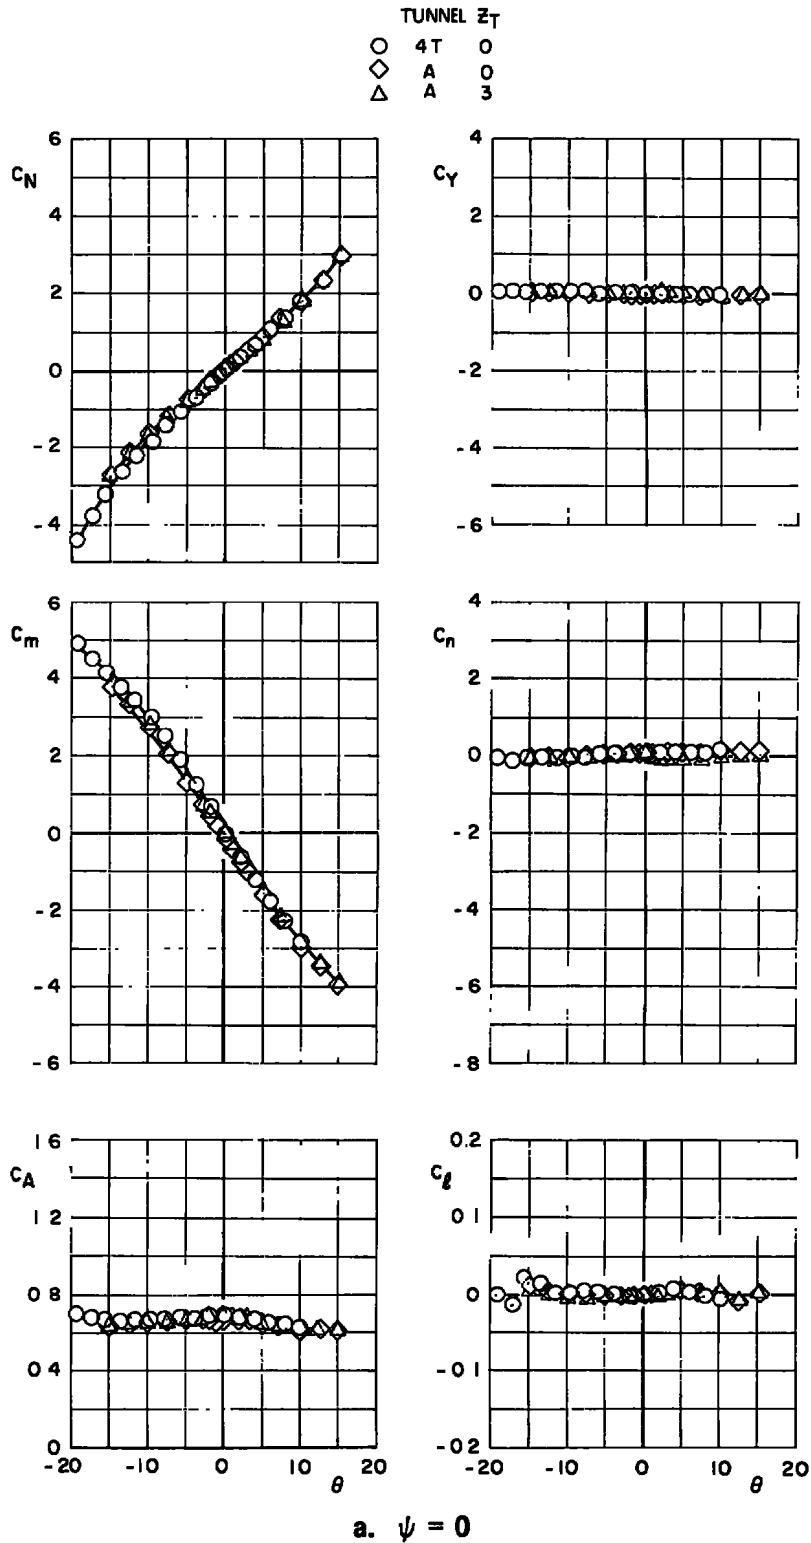 TUNNEL Z_T
○ 4T 0
◇ A 0
△ A 3
C_N
6
4
2
0
-2
-4
C_Y
4
2
0
-2
-4
-6
C_m
6
4
2
0
-2
-4
-6
C_n
4
2
0
-2
-4
-6
-8
C_A
1 6
1 2
0 8
0 4
0
-20 -10 0 10 20
θ
C_ℓ
0.2
0 1
0
-0 1
-0 2
-20 -10 0 10 20
θ
a. ψ = 0